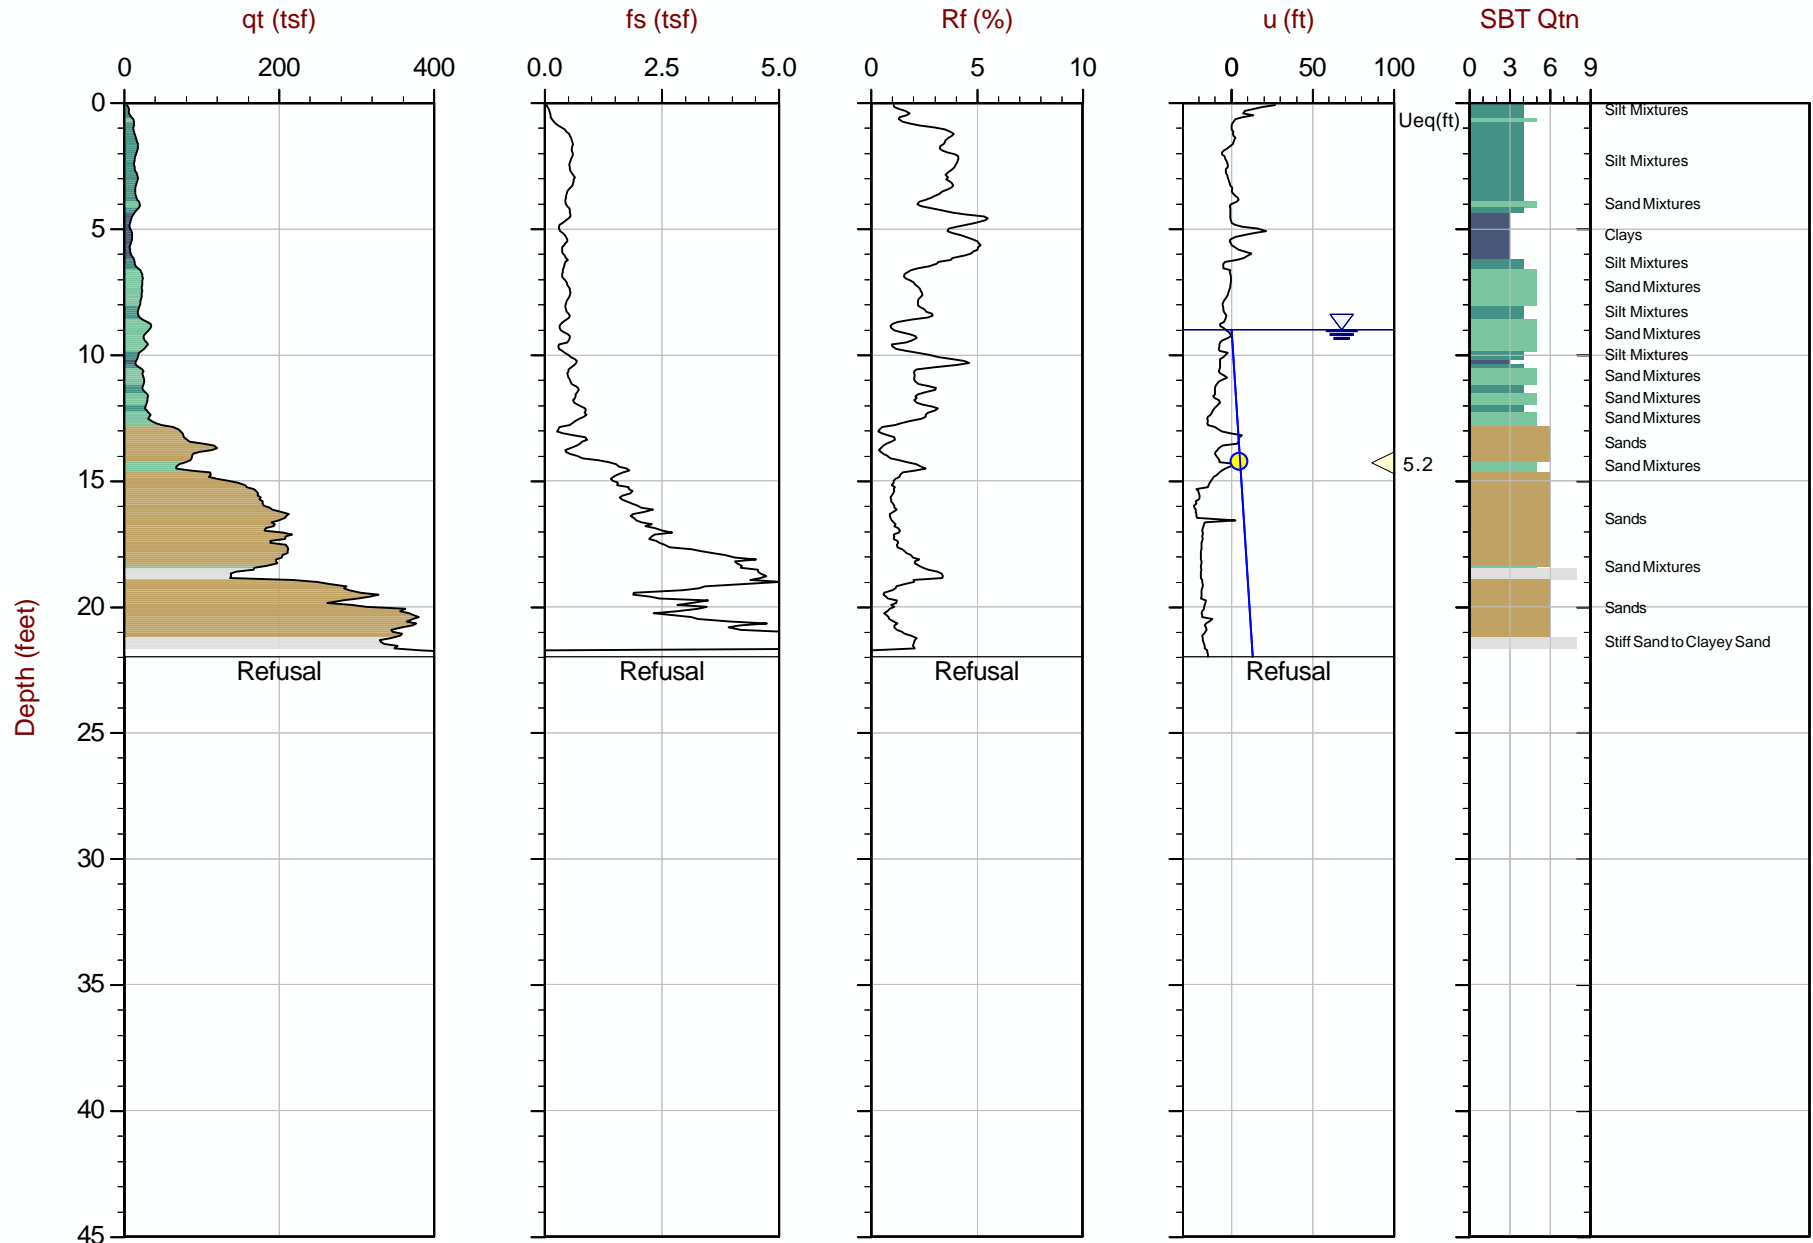 qt (tsf) fs (tsf) Rf (%) u (ft) SBT Qtn
0 200 400 0.0 2.5 5.0 0 5 10 0 50 100 0 3 6 9
0
Ueq(ft)
Silt Mixtures
Silt Mixtures
Sand Mixtures
5
Clays
Silt Mixtures
Sand Mixtures
Silt Mixtures
Sand Mixtures
10
Silt Mixtures
Sand Mixtures
Sand Mixtures
Sand Mixtures
Sands
5.2
Sand Mixtures
15
Sands
Sand Mixtures
20
Sands
Stiff Sand to Clayey Sand
Refusal Refusal Refusal Refusal
Depth (feet)
25
30
35
40
45